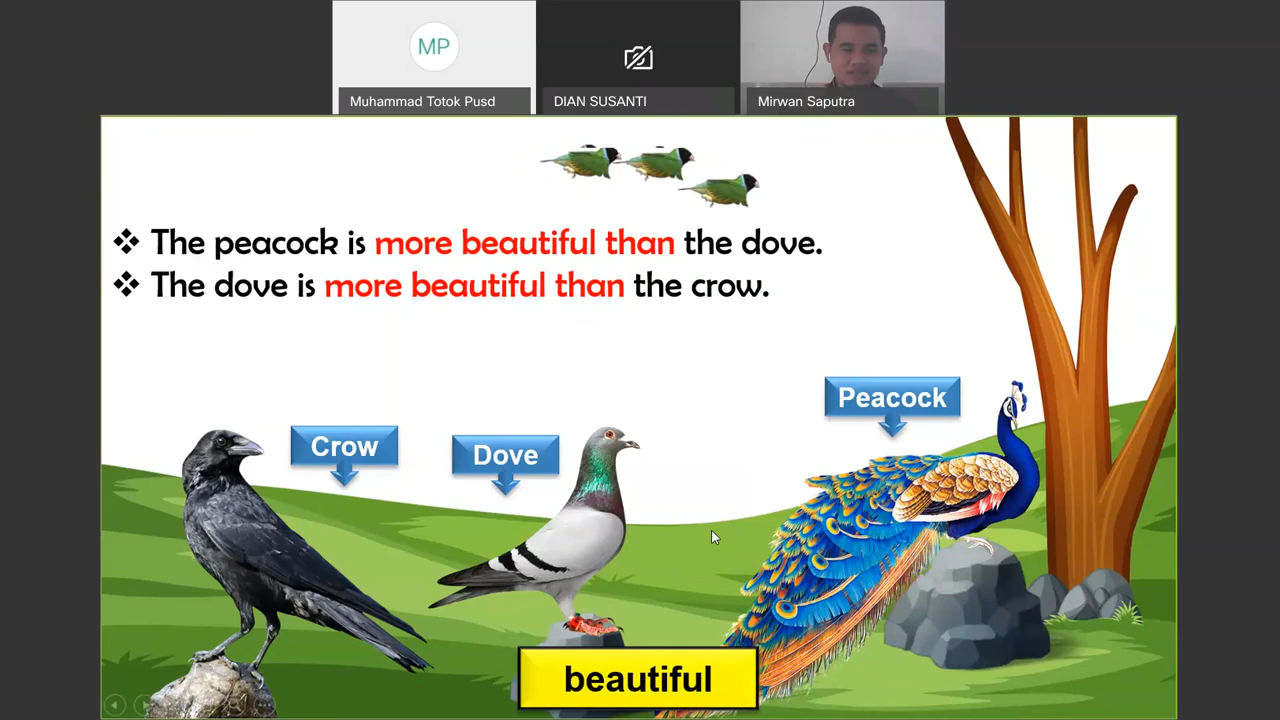 MP
Muhammad Totok Pusd
DIAN SUSANTI
Mirwan Saputra
❖ The peacock is more beautiful than the dove.
❖ The dove is more beautiful than the crow.
Peacock
Crow
Dove
beautiful